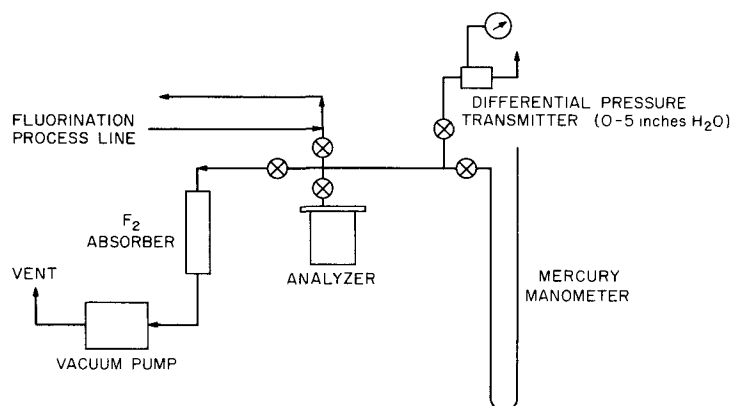 FLUORINATION
PROCESS LINE
DIFFERENTIAL PRESSURE
TRANSMITTER (0-5 inches H₂O)
F₂
ABSORBER
ANALYZER
VENT
MERCURY
MANOMETER
VACUUM PUMP